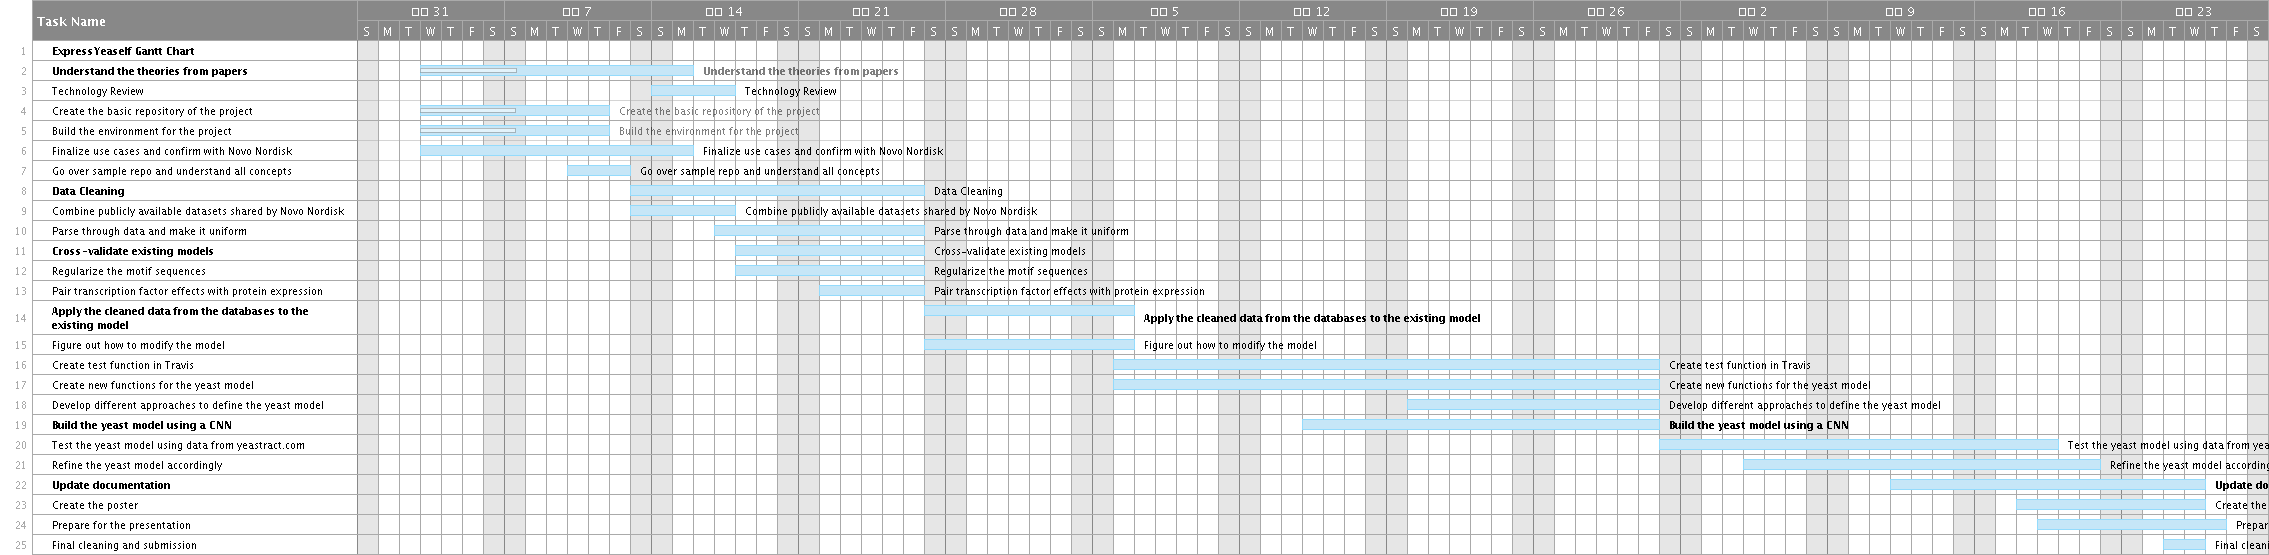 Task Name
31 7 14 21 28 5 12 19 26 2 9 16 23
S M T W T F S S M T W T F S S M T W T F S S M T W T F S S M T W T F S S M T W T F S S M T W T F S S M T W T F S S M T W T F S S M T W T F S S M T W T F S S M T W T F S S M T W T F S
1 Express Yeaself Gantt Chart
2 Understand the theories from papers Understand the theories from papers
3 Technology Review Technology Review
4 Create the basic repository of the project Create the basic repository of the project
5 Build the environment for the project Build the environment for the project
6 Finalize use cases and confirm with Novo Nordisk Finalize use cases and confirm with Novo Nordisk
7 Go over sample repo and understand all concepts Go over sample repo and understand all concepts
8 Data Cleaning Data Cleaning
9 Combine publicly available datasets shared by Novo Nordisk Combine publicly available datasets shared by Novo Nordisk
10 Parse through data and make it uniform Parse through data and make it uniform
11 Cross-validate existing models Cross-validate existing models
12 Regularize the motif sequences Regularize the motif sequences
13 Pair transcription factor effects with protein expression Pair transcription factor effects with protein expression
14 Apply the cleaned data from the databases to the
existing model Apply the cleaned data from the databases to the existing model
15 Figure out how to modify the model Figure out how to modify the model
16 Create test function in Travis Create test function in Travis
17 Create new functions for the yeast model Create new functions for the yeast model
18 Develop different approaches to define the yeast model Develop different approaches to define the yeast model
19 Build the yeast model using a CNN Build the yeast model using a CNN
20 Test the yeast model using data from yeastract.com Test the yeast model using data from yea
21 Refine the yeast model accordingly Refine the yeast model according
22 Update documentation Update do
23 Create the poster Create the
24 Prepare for the presentation Prepar
25 Final cleaning and submission Final cleani